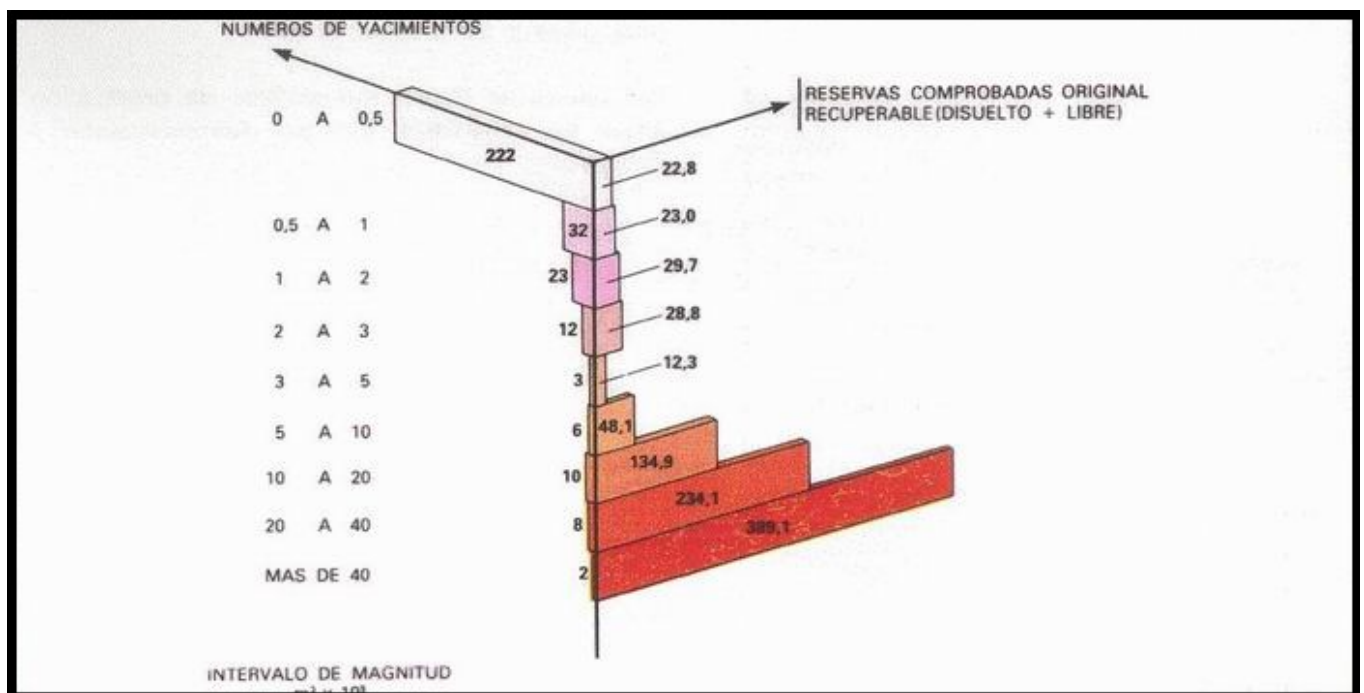 NUMEROS DE YACIMIENTOS
RESERVAS COMPROBADAS ORIGINAL
RECUPERABLE (DISUELTO + LIBRE)
0 A 0,5
222
22,8
0,5 A 1
32
23,0
1 A 2
23
29,7
2 A 3
12
28,8
3 A 5
3
12,3
5 A 10
6
48,1
10 A 20
10
134,9
20 A 40
8
234,1
MAS DE 40
2
389,1
INTERVALO DE MAGNITUD